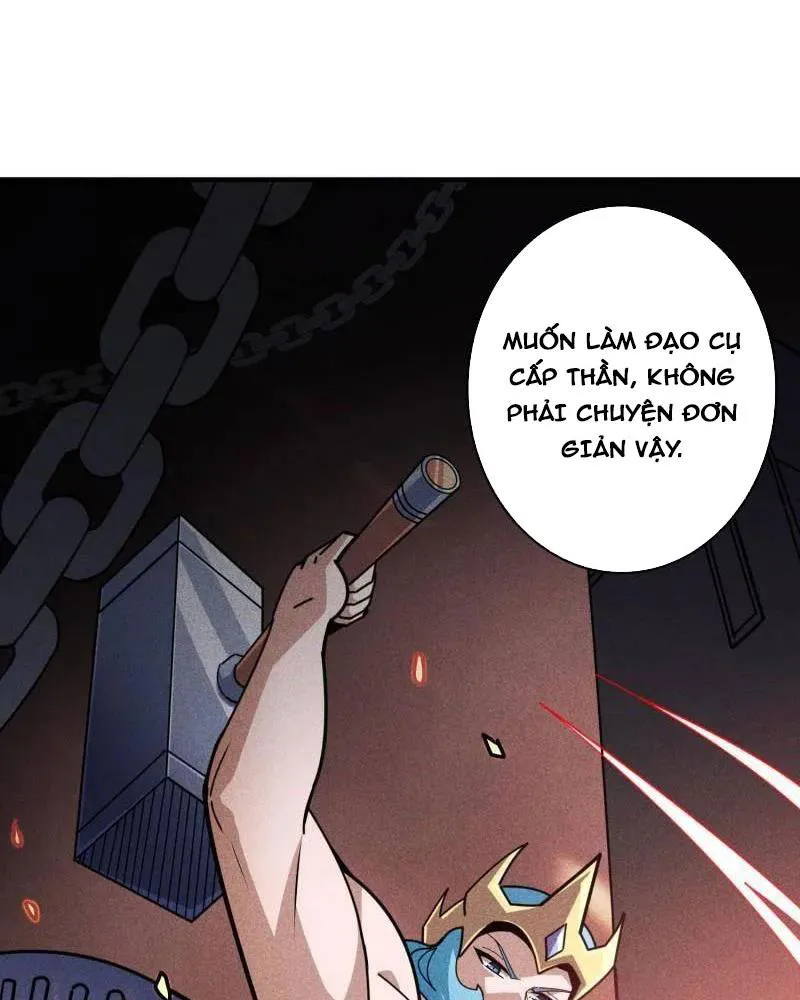 MUỐN LÀM ĐẠO CỤ
CẤP THẦN, KHÔNG
PHẢI CHUYỆN ĐƠN
GIẢN VẬY.